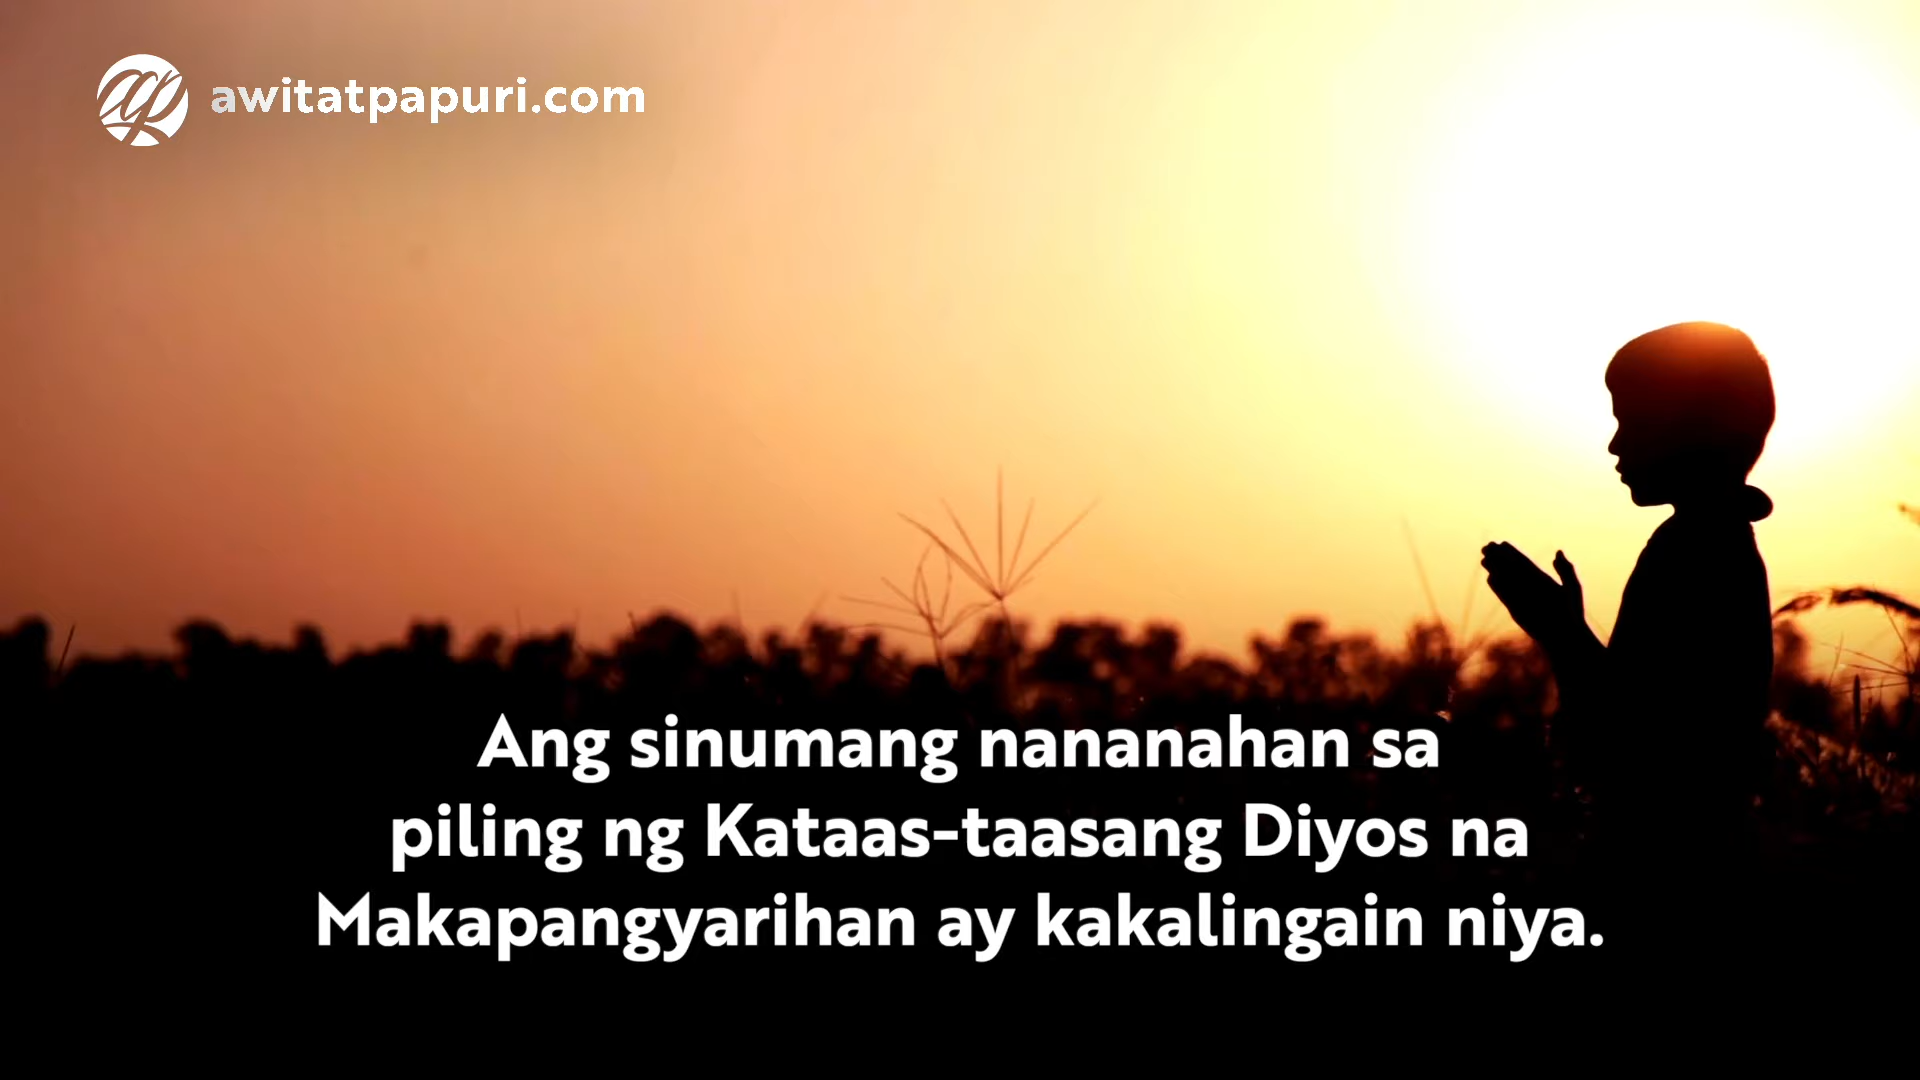 awitatpapuri.com
Ang sinumang nananahan sa
piling ng Kataas-taasang Diyos na
Makapangyarihan ay kakalingain niya.